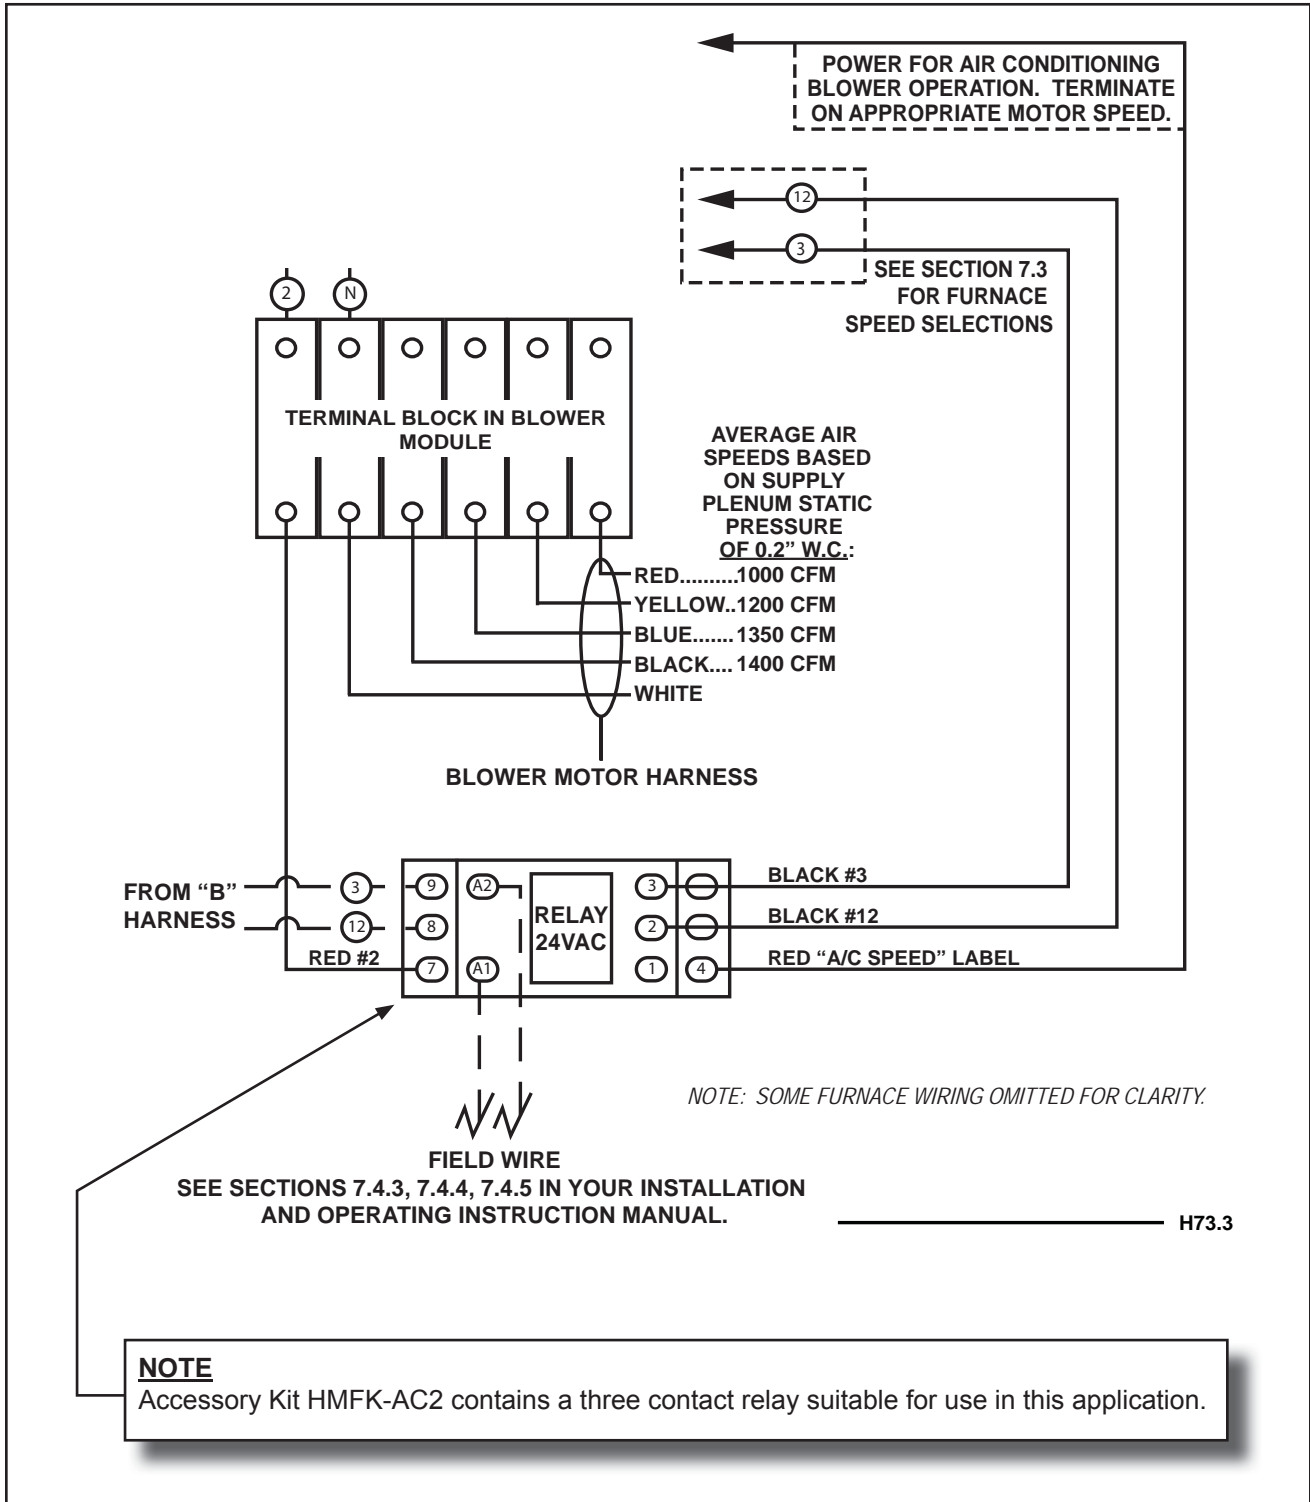 POWER FOR AIR CONDITIONING
BLOWER OPERATION.  TERMINATE
ON APPROPRIATE MOTOR SPEED.
12
3
SEE SECTION 7.3
FOR FURNACE
SPEED SELECTIONS
2
N
TERMINAL BLOCK IN BLOWER
MODULE
AVERAGE AIR
SPEEDS BASED
ON SUPPLY
PLENUM STATIC
PRESSURE
OF 0.2” W.C.:
RED..........1000 CFM
YELLOW..1200 CFM
BLUE.......1350 CFM
BLACK....1400 CFM
WHITE
BLOWER MOTOR HARNESS
FROM “B”
HARNESS
3
12
RED #2
9
8
7
A2
A1
RELAY
24VAC
3
2
1
4
BLACK #3
BLACK #12
RED “A/C SPEED” LABEL
NOTE:  SOME FURNACE WIRING OMITTED FOR CLARITY.
FIELD WIRE
SEE SECTIONS 7.4.3, 7.4.4, 7.4.5 IN YOUR INSTALLATION
AND OPERATING INSTRUCTION MANUAL.
H73.3
NOTE
Accessory Kit HMFK-AC2 contains a three contact relay suitable for use in this application.